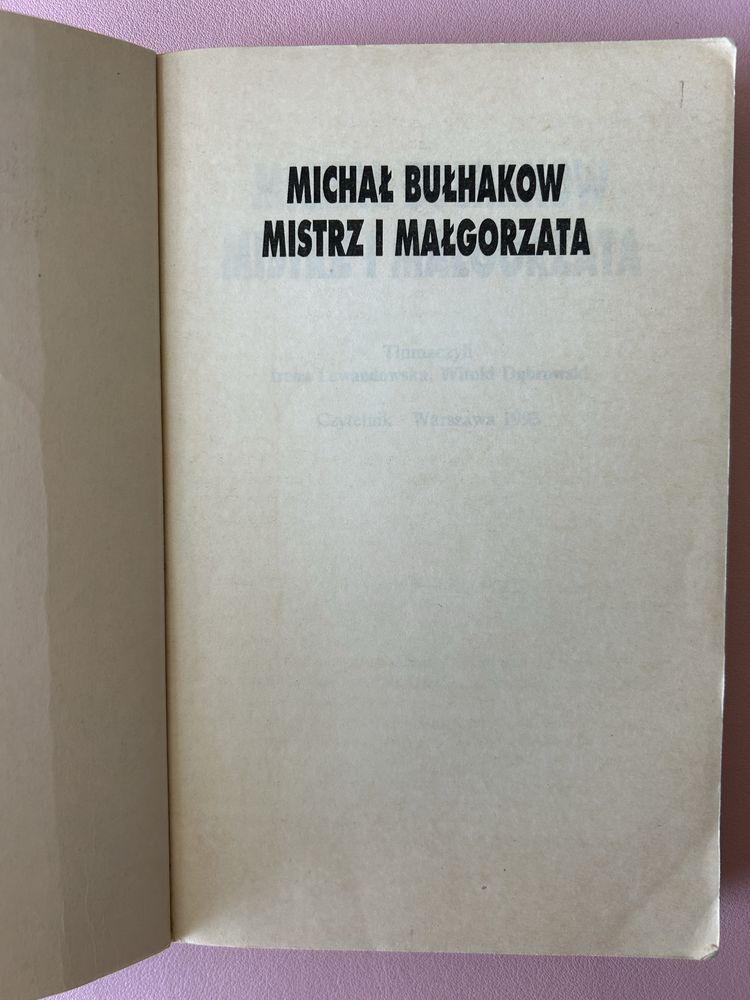 MICHAŁ BUŁHAKOW
MISTRZ I MAŁGORZATA
Tłumaczyli
Irena Lewandowska, Witold Dąbrowski
Czytelnik · Warszawa